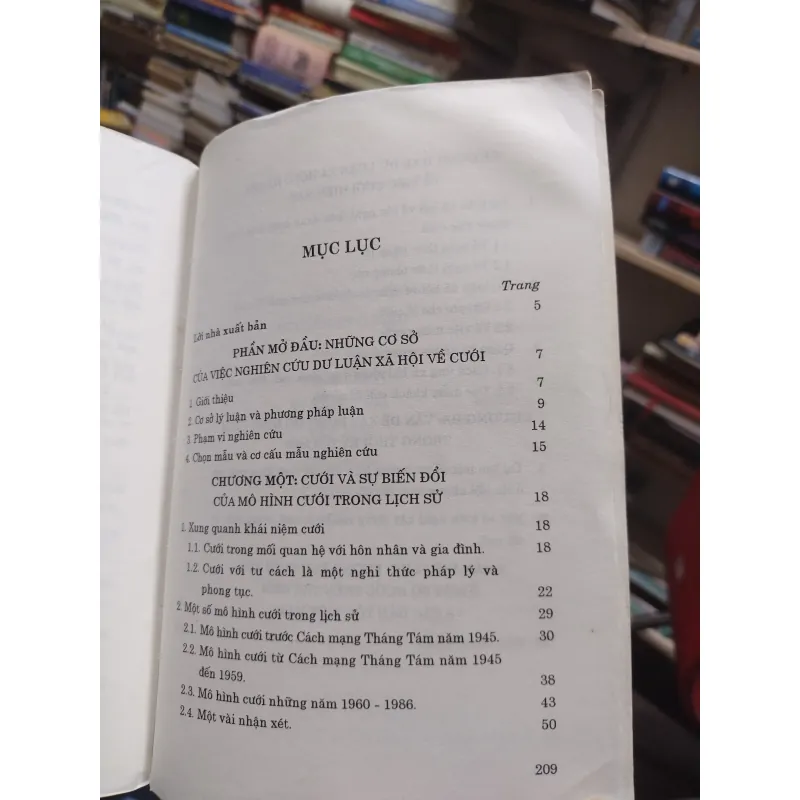 MỤC LỤC
Trang
Lời nhà xuất bản 5
PHẦN MỞ ĐẦU: NHỮNG CƠ SỞ
CỦA VIỆC NGHIÊN CỨU DƯ LUẬN XÃ HỘI VỀ CƯỚI 7
1. Giới thiệu 7
2. Cơ sở lý luận và phương pháp luận 9
3. Phạm vi nghiên cứu 14
4. Chọn mẫu và cơ cấu mẫu nghiên cứu 15
CHƯƠNG MỘT: CƯỚI VÀ SỰ BIẾN ĐỔI
CỦA MÔ HÌNH CƯỚI TRONG LỊCH SỬ 18
1. Xung quanh khái niệm cưới 18
1.1. Cưới trong mối quan hệ với hôn nhân và gia đình. 18
1.2. Cưới với tư cách là một nghi thức pháp lý và
phong tục. 22
2. Một số mô hình cưới trong lịch sử 29
2.1. Mô hình cưới trước Cách mạng Tháng Tám năm 1945. 30
2.2. Mô hình cưới từ Cách mạng Tháng Tám năm 1945
đến 1959. 38
2.3. Mô hình cưới những năm 1960 - 1986. 43
2.4. Một vài nhận xét. 50
209